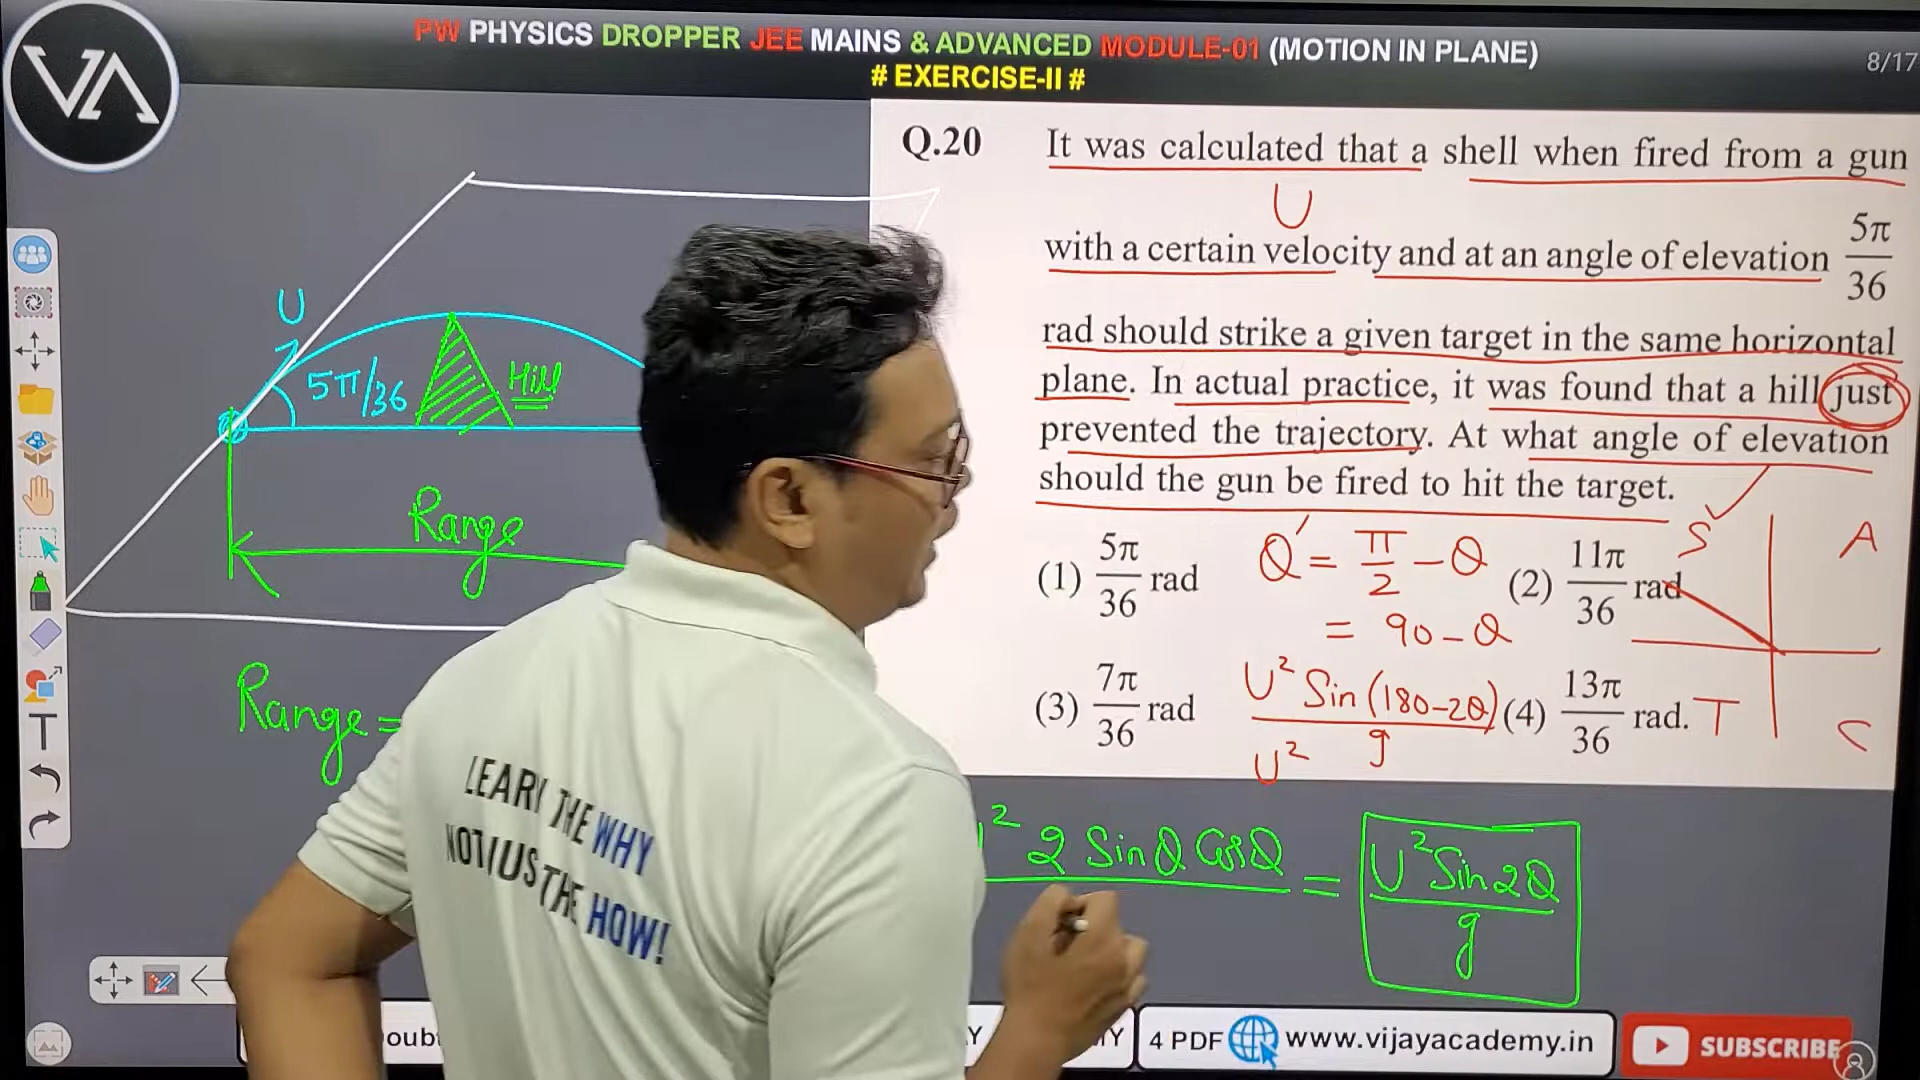 VA
PW PHYSICS DROPPER JEE MAINS & ADVANCED MODULE-01 (MOTION IN PLANE)
# EXERCISE-II #
8/17
Q.20 It was calculated that a shell when fired from a gun
U
with a certain velocity and at an angle of elevation 5π/36
rad should strike a given target in the same horizontal
plane. In actual practice, it was found that a hill just
prevented the trajectory. At what angle of elevation
should the gun be fired to hit the target.
(1) 5π/36 rad
θ' = π/2 - θ
(2) 11π/36 rad
= 90 - θ
(3) 7π/36 rad
U² Sin(180-2θ)/g
(4) 13π/36 rad.
U²
S A
T C
U
5π/36
Hill
Range
Range =
² 2 Sinθ Cosθ = U² Sin2θ/g
LEARN THE WHY
NOT JUST THE HOW!
T
oubt
Y
Y
4 PDF
www.vijayacademy.in
SUBSCRIBE